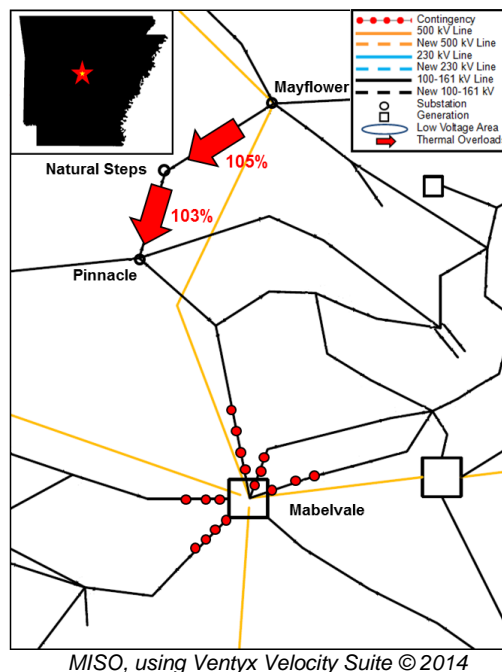 Contingency
500 kV Line
New 500 kV Line
230 kV Line
New 230 kV Line
100-161 kV Line
New 100-161 kV
Substation
Generation
Low Voltage Area
Thermal Overload
Mayflower
105%
Natural Steps
103%
Pinnacle
Mabelvale
MISO, using Ventyx Velocity Suite © 2014